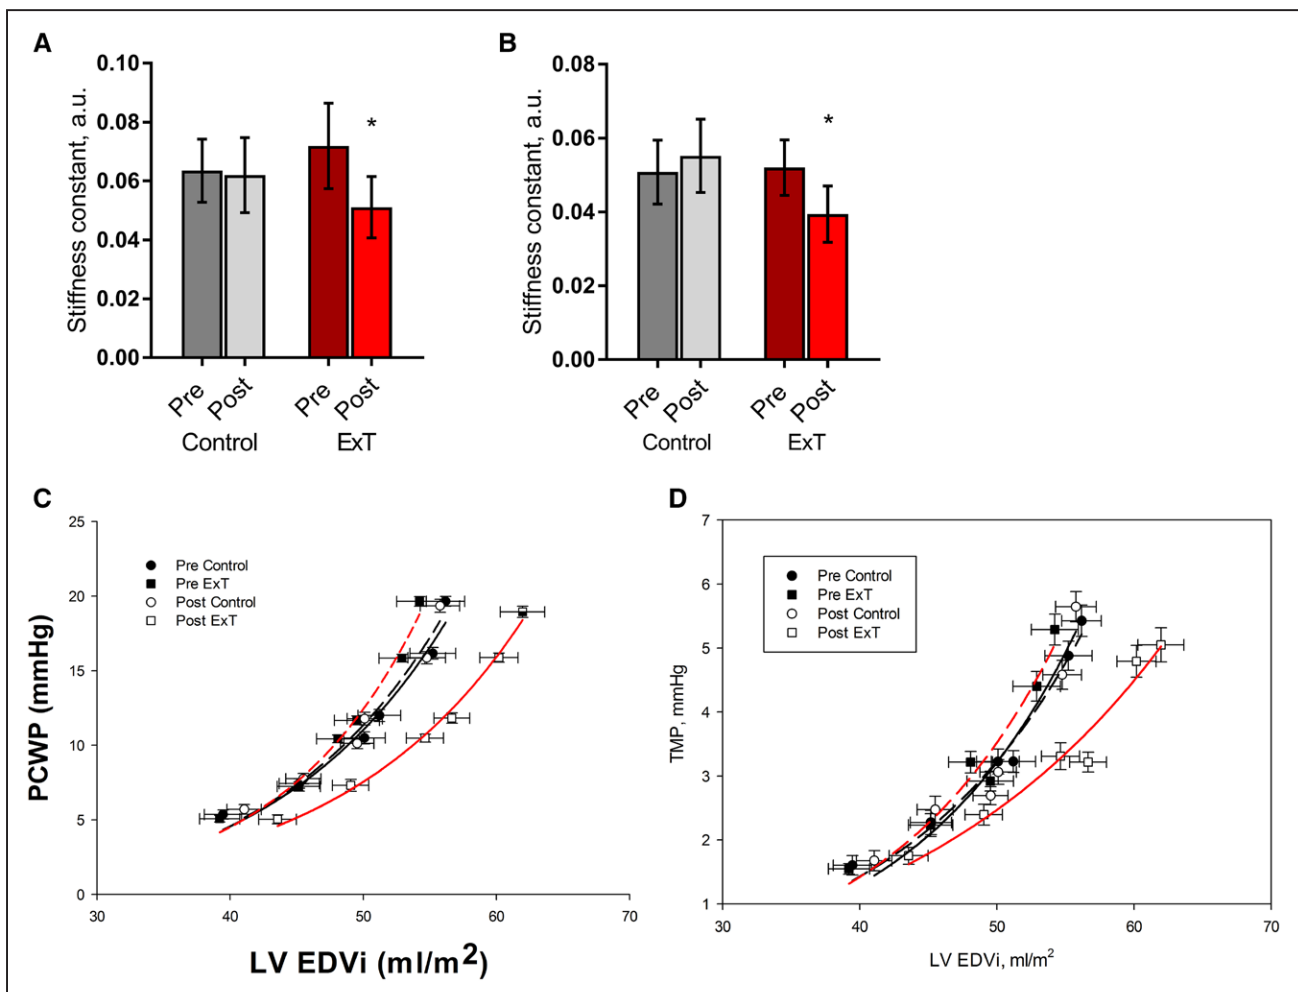 A
Stiffness constant, a.u.
0.10
0.08
0.06
0.04
0.02
0.00
*
Pre Post Pre Post
Control ExT
B
Stiffness constant, a.u.
0.08
0.06
0.04
0.02
0.00
*
Pre Post Pre Post
Control ExT
C
PCWP (mmHg)
25
20
15
10
5
0
Pre Control
Pre ExT
Post Control
Post ExT
30 40 50 60 70
LV EDVi (ml/m²)
D
TMP, mmHg
7
6
5
4
3
2
1
Pre Control
Pre ExT
Post Control
Post ExT
30 40 50 60 70
LV EDVi, ml/m²